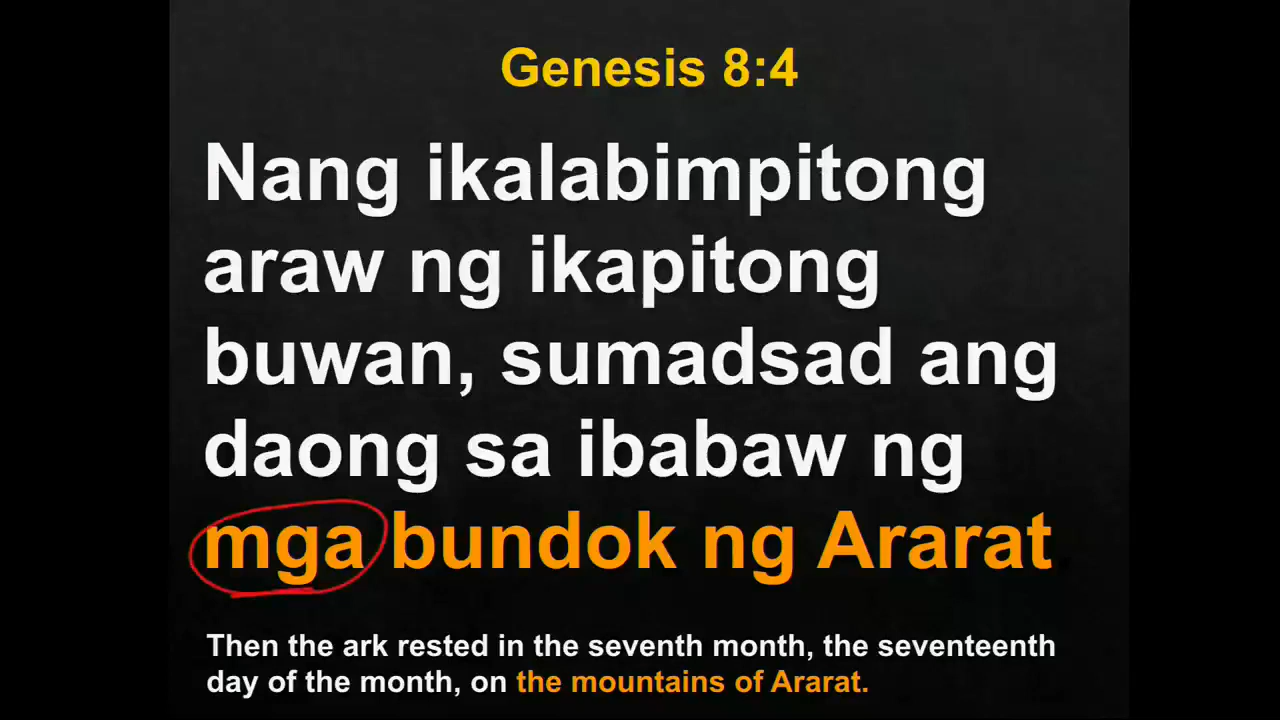 Genesis 8:4
Nang ikalabimpitong
araw ng ikapitong
buwan, sumadsad ang
daong sa ibabaw ng
mga bundok ng Ararat
Then the ark rested in the seventh month, the seventeenth
day of the month, on the mountains of Ararat.